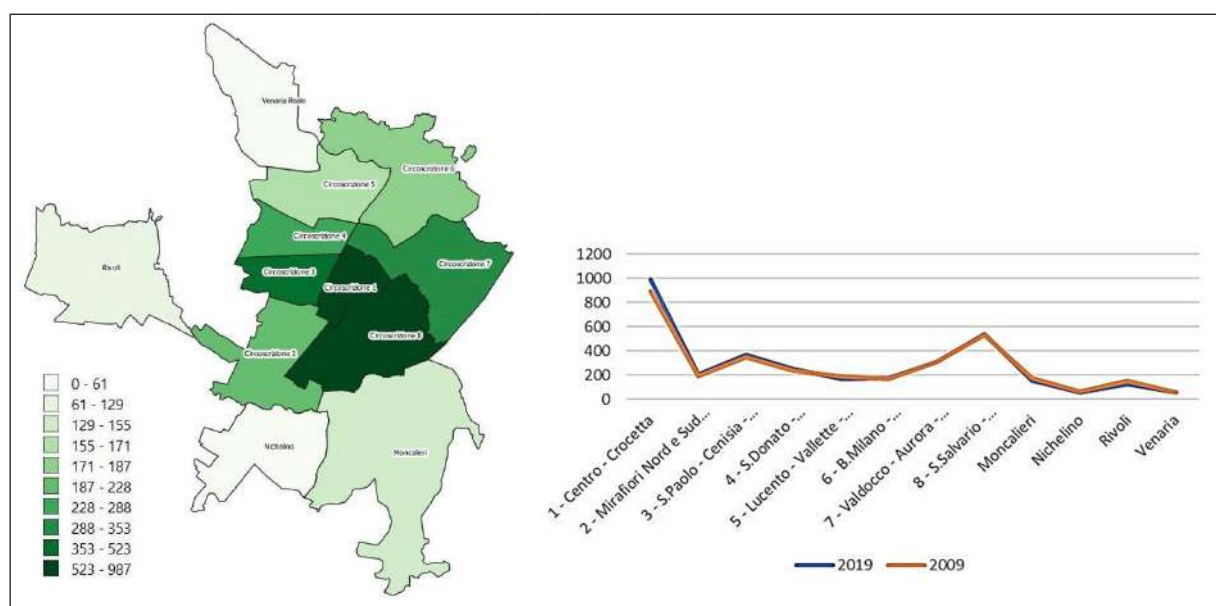 Venaria Reale
Circoscrizione 6
Circoscrizione 5
Circoscrizione 4
Circoscrizione 7
Rivoli
Circoscrizione 3
Circoscrizione 1
Circoscrizione 8
Circoscrizione 2
Nichelino
Moncalieri
0 - 61
61 - 129
129 - 155
155 - 171
171 - 187
187 - 228
228 - 288
288 - 353
353 - 523
523 - 987
1200
1000
800
600
400
200
0
1 - Centro - Crocetta
2 - Mirafiori Nord e Sud...
3 - S.Paolo - Cenisia -...
4 - S.Donato -...
5 - Lucento - Vallette -...
6 - B.Milano -...
7 - Valdocco - Aurora -...
8 - S.Salvario -...
Moncalieri
Nichelino
Rivoli
Venaria
2019
2009